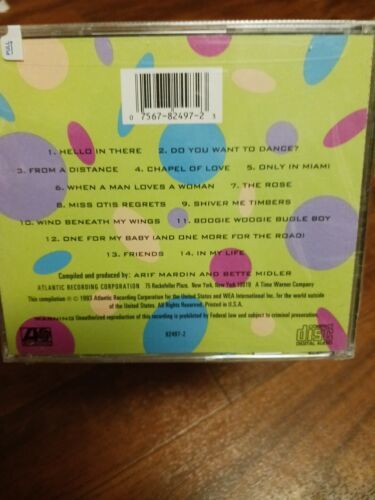 PULL
0 7567-82497-2 3
1. HELLO IN THERE 2. DO YOU WANT TO DANCE?
3. FROM A DISTANCE 4. CHAPEL OF LOVE 5. ONLY IN MIAMI
6. WHEN A MAN LOVES A WOMAN 7. THE ROSE
8. MISS OTIS REGRETS 9. SHIVER ME TIMBERS
10. WIND BENEATH MY WINGS 11. BOOGIE WOOGIE BUGLE BOY
12. ONE FOR MY BABY (AND ONE MORE FOR THE ROAD)
13. FRIENDS 14. IN MY LIFE
Compiled and produced by: ARIF MARDIN AND BETTE MIDLER
ATLANTIC RECORDING CORPORATION 75 Rockefeller Plaza, New York, New York 10019 A Time Warner Company
This compilation ℗ © 1993 Atlantic Recording Corporation for the United States and WEA International Inc. for the world outside
of the United States. All Rights Reserved. Printed in U.S.A.
WARNING: Unauthorized reproduction of this recording is prohibited by Federal law and subject to criminal prosecution.
82497-2
COMPACT
disc
DIGITAL AUDIO